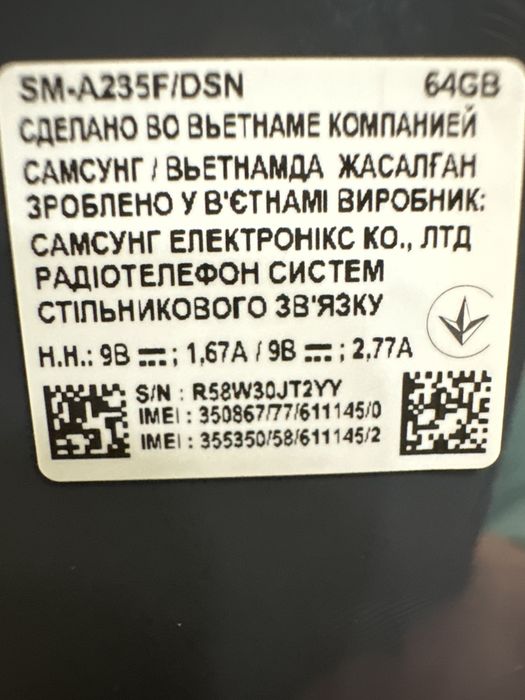 SM-A235F/DSN 64GB
СДЕЛАНО ВО ВЬЕТНАМЕ КОМПАНИЕЙ
САМСУНГ / ВЬЕТНАМДА ЖАСАЛҒАН
ЗРОБЛЕНО У В'ЄТНАМІ ВИРОБНИК:
САМСУНГ ЕЛЕКТРОНІКС КО., ЛТД
РАДІОТЕЛЕФОН СИСТЕМ
СТІЛЬНИКОВОГО ЗВ'ЯЗКУ
Н.Н.: 9В ⎓; 1,67А / 9В ⎓; 2,77А
S/N : R58W30JT2YY
IMEI : 350867/77/611145/0
IMEI : 355350/58/611145/2